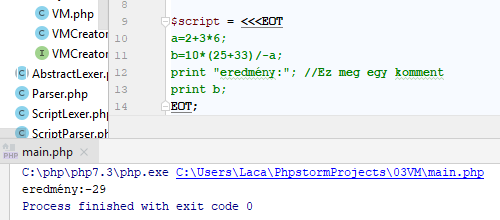 VM.php
VMCreator
VMCreator
AbstractLexer.php
Parser.php
ScriptLexer.php
ScriptParser.php
8
9 $script = <<<EOT
10 a=2+3*6;
11 b=10*(25+33)/-a;
12 print "eredmény:"; //Ez meg egy komment
13 print b;
14 EOT;
main.php
C:\php\php7.3\php.exe C:\Users\Laca\PhpstormProjects\03VM\main.php
eredmény:-29
Process finished with exit code 0